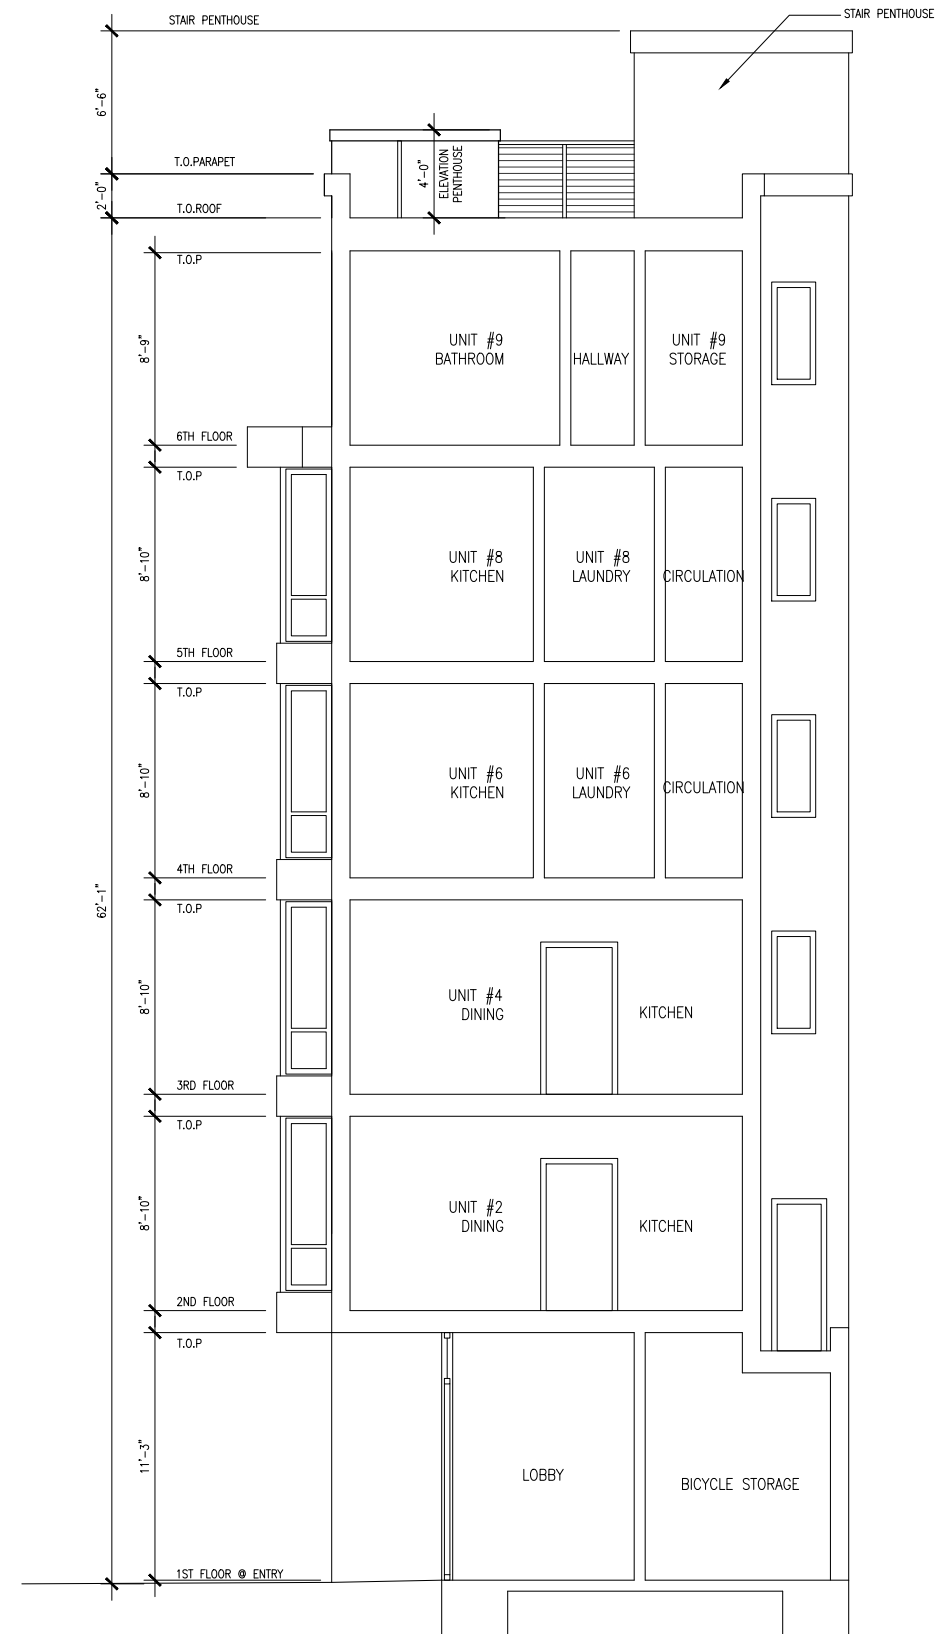 STAIR PENTHOUSE
STAIR PENTHOUSE
6'-6"
T.O.PARAPET
2'-0"
T.O.ROOF
4'-0"
ELEVATION
PENTHOUSE
T.O.P
8'-9"
UNIT #9
BATHROOM
HALLWAY
UNIT #9
STORAGE
6TH FLOOR
T.O.P
8'-10"
UNIT #8
KITCHEN
UNIT #8
LAUNDRY
CIRCULATION
5TH FLOOR
T.O.P
8'-10"
UNIT #6
KITCHEN
UNIT #6
LAUNDRY
CIRCULATION
4TH FLOOR
62'-1"
T.O.P
8'-10"
UNIT #4
DINING
KITCHEN
3RD FLOOR
T.O.P
8'-10"
UNIT #2
DINING
KITCHEN
2ND FLOOR
T.O.P
11'-3"
LOBBY
BICYCLE STORAGE
1ST FLOOR @ ENTRY